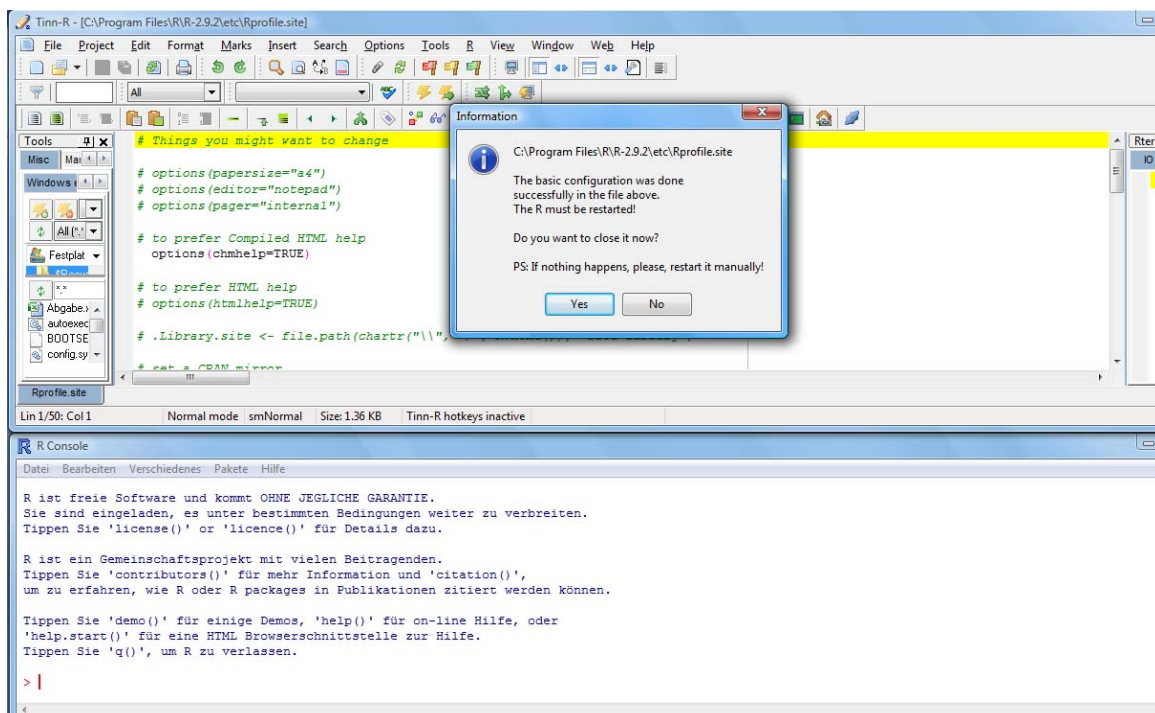 Tinn-R - [C:\Program Files\R\R-2.9.2\etc\Rprofile.site]
File Project Edit Format Marks Insert Search Options Tools R View Window Web Help
All
Tools
Misc
Windows
All (*.*
Festplat
*.*
Abgabe.x
autoexec
BOOTSE
config.sy
# Things you might want to change
# options(papersize="a4")
# options(editor="notepad")
# options(pager="internal")
# to prefer Compiled HTML help
options(chmhelp=TRUE)
# to prefer HTML help
# options(htmlhelp=TRUE)
# .Library.site <- file.path(chartr("\\",
# set a CRAN mirror
Information
C:\Program Files\R\R-2.9.2\etc\Rprofile.site
The basic configuration was done
successfully in the file above.
The R must be restarted!
Do you want to close it now?
PS: If nothing happens, please, restart it manually!
Yes No
Rter
IO
Rprofile.site
Lin 1/50: Col 1 Normal mode smNormal Size: 1.36 KB Tinn-R hotkeys inactive
R Console
Datei Bearbeiten Verschiedenes Pakete Hilfe
R ist freie Software und kommt OHNE JEGLICHE GARANTIE.
Sie sind eingeladen, es unter bestimmten Bedingungen weiter zu verbreiten.
Tippen Sie 'license()' or 'licence()' für Details dazu.
R ist ein Gemeinschaftsprojekt mit vielen Beitragenden.
Tippen Sie 'contributors()' für mehr Information und 'citation()',
um zu erfahren, wie R oder R packages in Publikationen zitiert werden können.
Tippen Sie 'demo()' für einige Demos, 'help()' für on-line Hilfe, oder
'help.start()' für eine HTML Browserschnittstelle zur Hilfe.
Tippen Sie 'q()', um R zu verlassen.
>